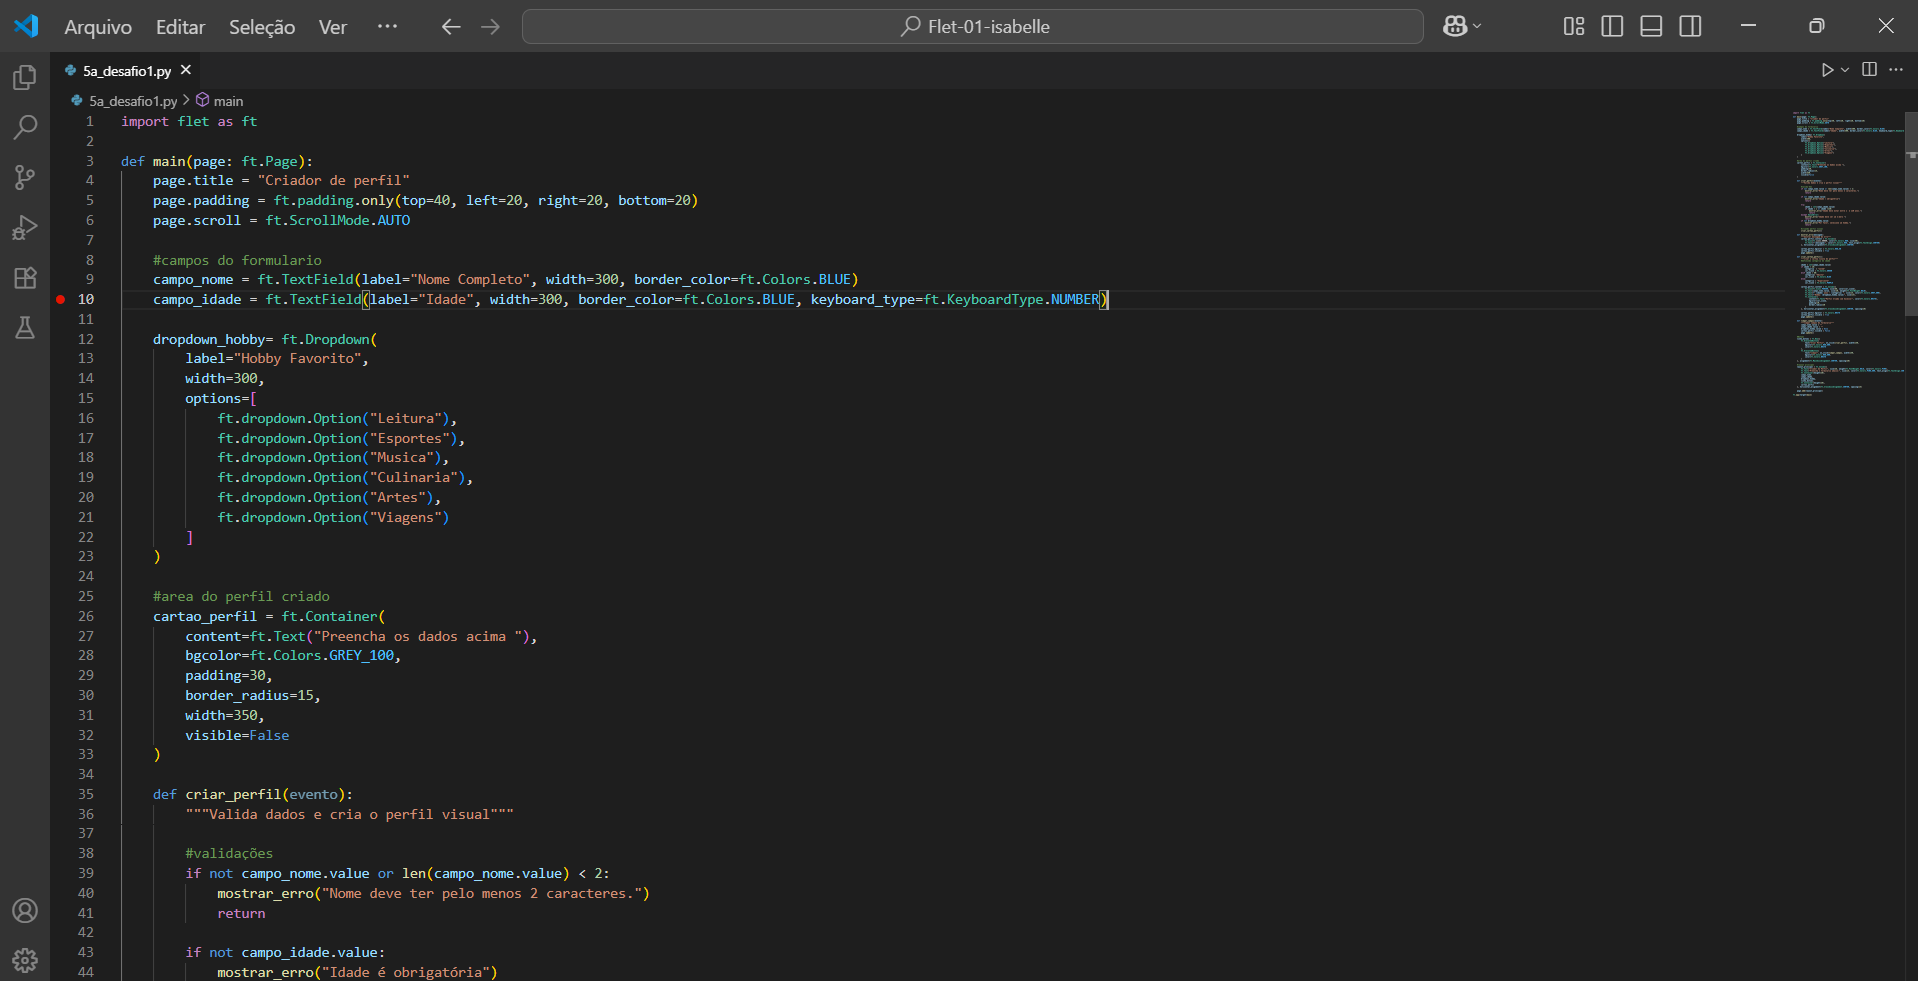 Arquivo Editar Seleção Ver ··· Flet-01-isabelle
5a_desafio1.py
5a_desafio1.py > main
1 import flet as ft
2
3 def main(page: ft.Page):
4 page.title = "Criador de perfil"
5 page.padding = ft.padding.only(top=40, left=20, right=20, bottom=20)
6 page.scroll = ft.ScrollMode.AUTO
7
8 #campos do formulario
9 campo_nome = ft.TextField(label="Nome Completo", width=300, border_color=ft.Colors.BLUE)
10 campo_idade = ft.TextField(label="Idade", width=300, border_color=ft.Colors.BLUE, keyboard_type=ft.KeyboardType.NUMBER)
11
12 dropdown_hobby= ft.Dropdown(
13 label="Hobby Favorito",
14 width=300,
15 options=[
16 ft.dropdown.Option("Leitura"),
17 ft.dropdown.Option("Esportes"),
18 ft.dropdown.Option("Musica"),
19 ft.dropdown.Option("Culinaria"),
20 ft.dropdown.Option("Artes"),
21 ft.dropdown.Option("Viagens")
22 ]
23 )
24
25 #area do perfil criado
26 cartao_perfil = ft.Container(
27 content=ft.Text("Preencha os dados acima "),
28 bgcolor=ft.Colors.GREY_100,
29 padding=30,
30 border_radius=15,
31 width=350,
32 visible=False
33 )
34
35 def criar_perfil(evento):
36 """Valida dados e cria o perfil visual"""
37
38 #validações
39 if not campo_nome.value or len(campo_nome.value) < 2:
40 mostrar_erro("Nome deve ter pelo menos 2 caracteres.")
41 return
42
43 if not campo_idade.value:
44 mostrar_erro("Idade é obrigatória")